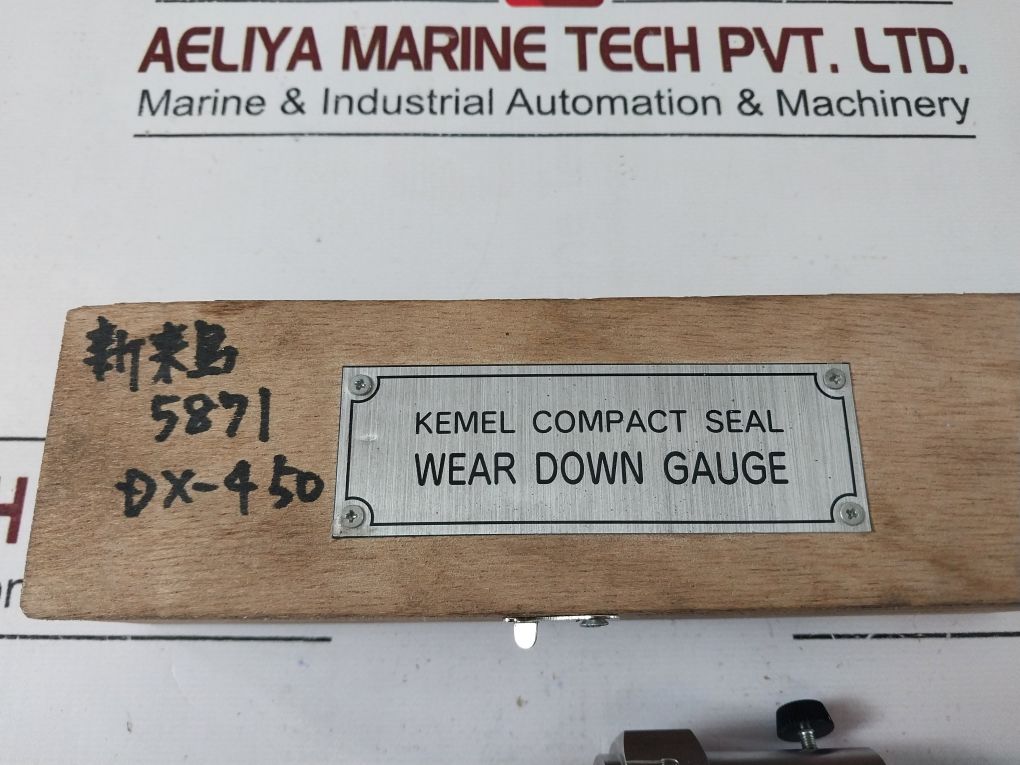 AELIYA MARINE TECH PVT. LTD.
Marine & Industrial Automation & Machinery
新来島
5871
DX-450
KEMEL COMPACT SEAL
WEAR DOWN GAUGE
H